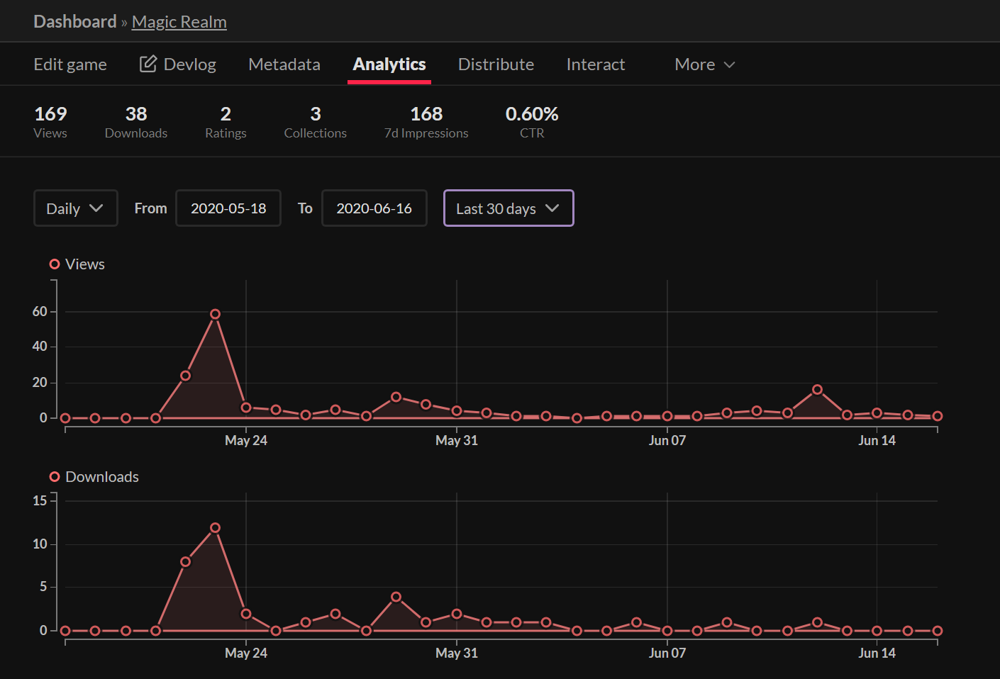 Dashboard » Magic Realm
Edit game Devlog Metadata Analytics Distribute Interact More
169 38 2 3 168 0.60%
Views Downloads Ratings Collections 7d Impressions CTR
Daily From 2020-05-18 To 2020-06-16 Last 30 days
Views
60
40
20
0
May 24 May 31 Jun 07 Jun 14
Downloads
15
10
5
0
May 24 May 31 Jun 07 Jun 14